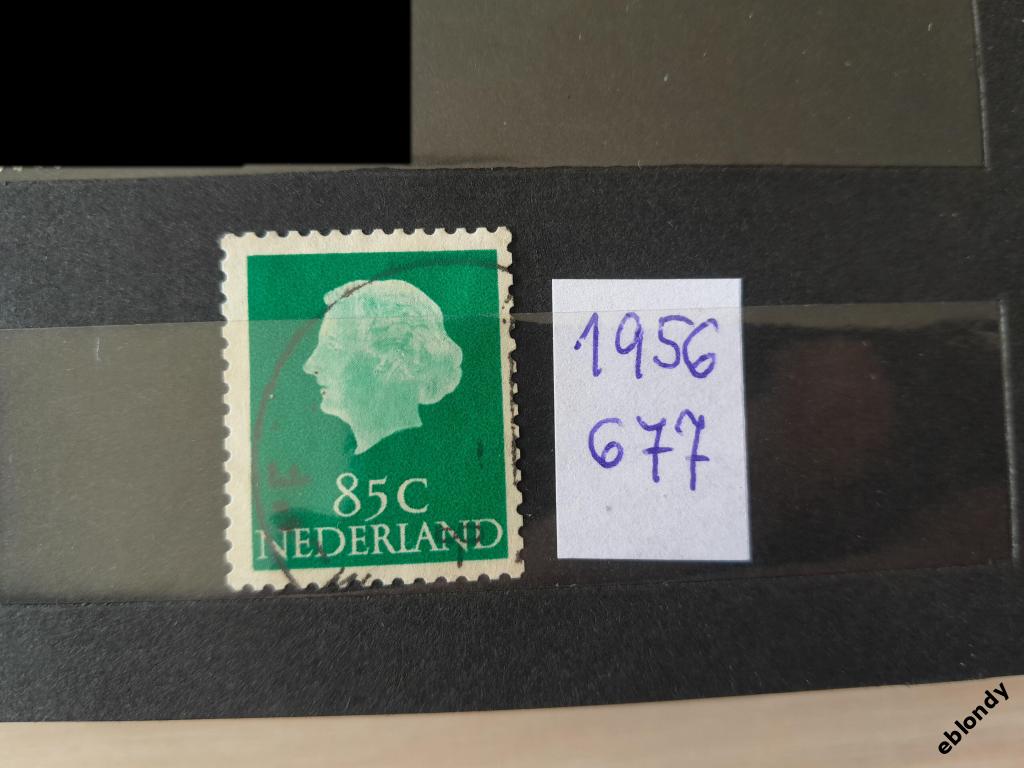 85C
NEDERLAND
1956
677
eblondy